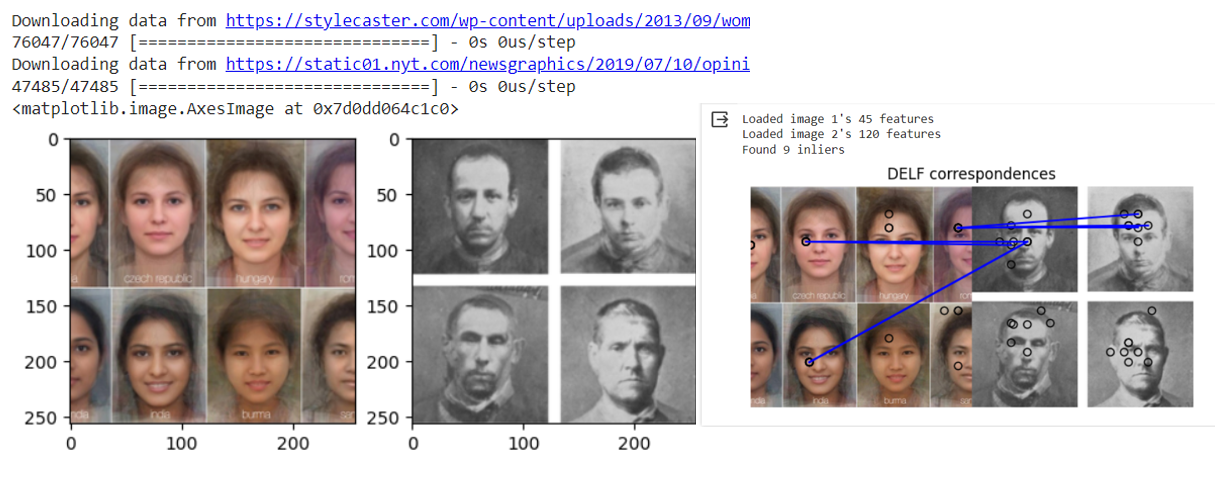 Downloading data from https://stylecaster.com/wp-content/uploads/2013/09/wom
76047/76047 [==============================] - 0s 0us/step
Downloading data from https://static01.nyt.com/newsgraphics/2019/07/10/opini
47485/47485 [==============================] - 0s 0us/step
<matplotlib.image.AxesImage at 0x7d0dd064c1c0>
0
50
100
150
200
250
0 100 200
czech republic
hungary
india
burma
0
50
100
150
200
250
0 100 200
Loaded image 1's 45 features
Loaded image 2's 120 features
Found 9 inliers
DELF correspondences
czech republic
hungary
india
burma